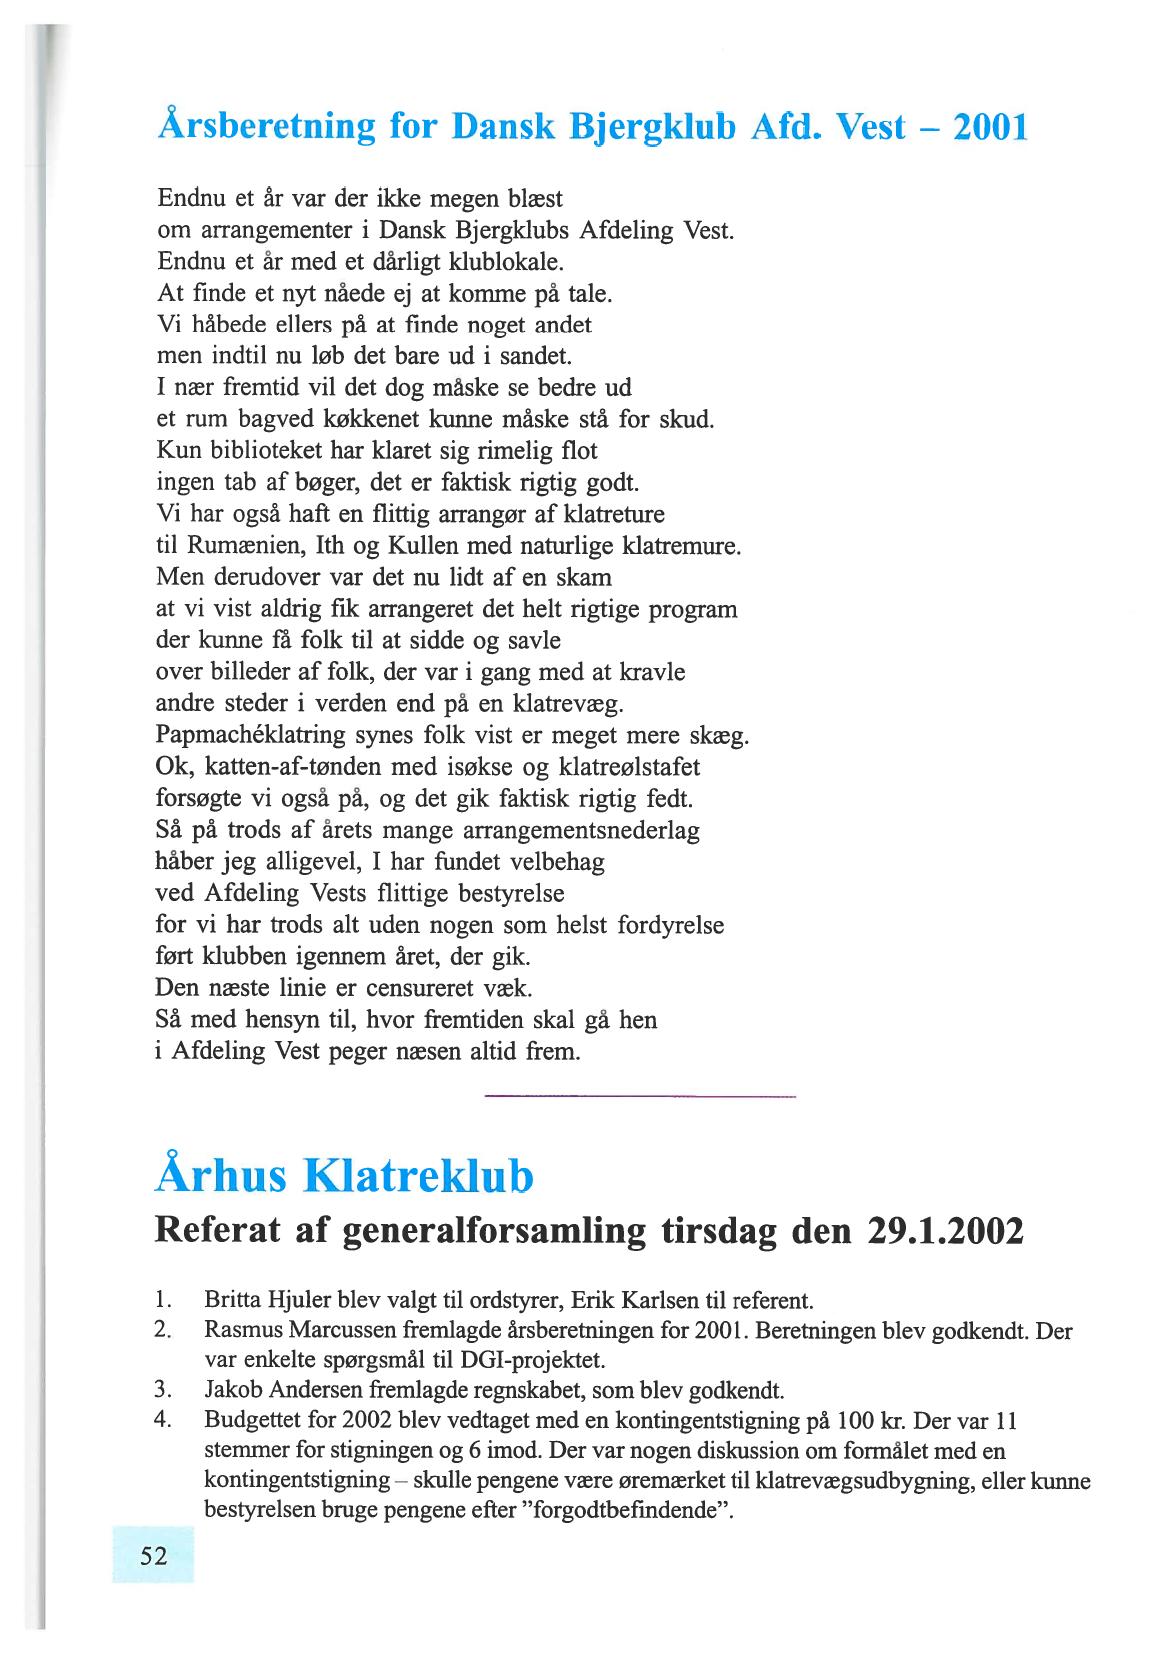 Årsberetning for Dansk Bjergklub Afd. Vest – 2001
Endnu et år var der ikke megen blæst
om arrangementer i Dansk Bjergklubs Afdeling Vest.
Endnu et år med et dårligt klublokale.
At finde et nyt nåede ej at komme på tale.
Vi håbede ellers på at finde noget andet
men indtil nu løb det bare ud i sandet.
I nær fremtid vil det dog måske se bedre ud
et rum bagved køkkenet kunne måske stå for skud.
Kun biblioteket har klaret sig rimelig flot
ingen tab af bøger, det er faktisk rigtig godt.
Vi har også haft en flittig arrangør af klatreture
til Rumænien, Ith og Kullen med naturlige klatremure.
Men derudover var det nu lidt af en skam
at vi vist aldrig fik arrangeret det helt rigtige program
der kunne få folk til at sidde og savle
over billeder af folk, der var i gang med at kravle
andre steder i verden end på en klatrevæg.
Papmachéklatring synes folk vist er meget mere skæg.
Ok, katten-af-tønden med isøkse og klatreølstafet
forsøgte vi også på, og det gik faktisk rigtig fedt.
Så på trods af årets mange arrangementsnederlag
håber jeg alligevel, I har fundet velbehag
ved Afdeling Vests flittige bestyrelse
for vi har trods alt uden nogen som helst fordyrelse
ført klubben igennem året, der gik.
Den næste linie er censureret væk.
Så med hensyn til, hvor fremtiden skal gå hen
i Afdeling Vest peger næsen altid frem.
Århus Klatreklub
Referat af generalforsamling tirsdag den 29.1.2002
1. Britta Hjuler blev valgt til ordstyrer, Erik Karlsen til referent.
2. Rasmus Marcussen fremlagde årsberetningen for 2001. Beretningen blev godkendt. Der
var enkelte spørgsmål til DGI-projektet.
3. Jakob Andersen fremlagde regnskabet, som blev godkendt.
4. Budgettet for 2002 blev vedtaget med en kontingentstigning på 100 kr. Der var 11
stemmer for stigningen og 6 imod. Der var nogen diskussion om formålet med en
kontingentstigning – skulle pengene være øremærket til klatrevægsudbygning, eller kunne
bestyrelsen bruge pengene efter ”forgodtbefindende”.
52